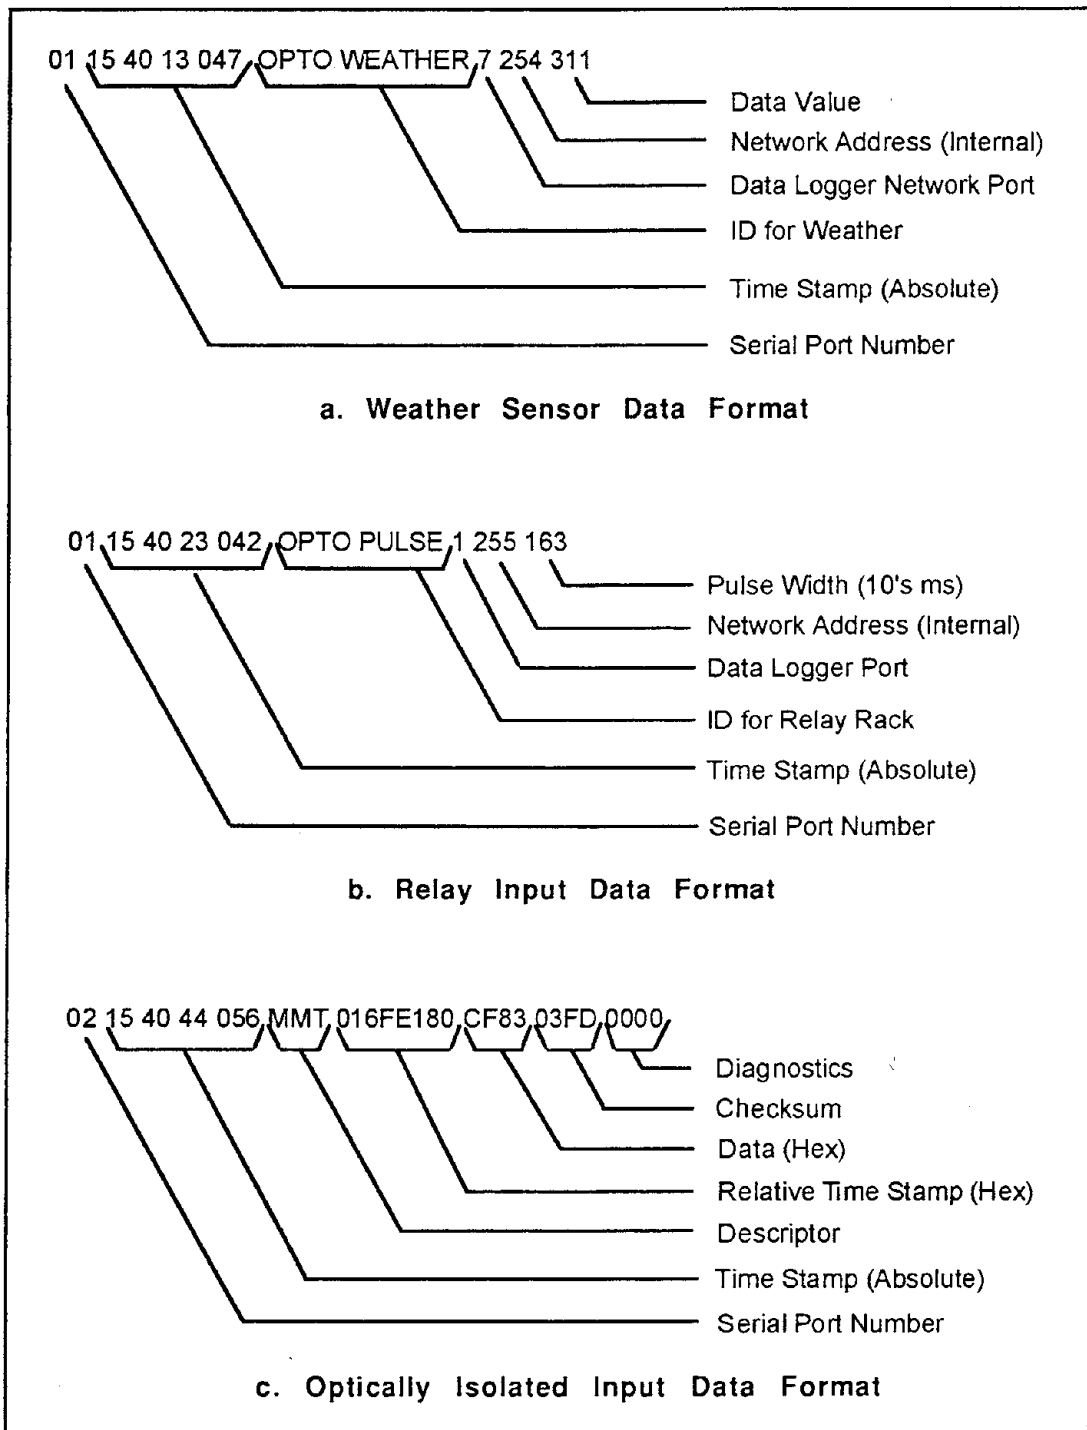 01 15 40 13 047 OPTO WEATHER 7 254 311
Data Value
Network Address (Internal)
Data Logger Network Port
ID for Weather
Time Stamp (Absolute)
Serial Port Number
a. Weather Sensor Data Format
01 15 40 23 042 OPTO PULSE 1 255 163
Pulse Width (10's ms)
Network Address (Internal)
Data Logger Port
ID for Relay Rack
Time Stamp (Absolute)
Serial Port Number
b. Relay Input Data Format
02 15 40 44 056 MMT 016FE180 CF83 03FD 0000
Diagnostics
Checksum
Data (Hex)
Relative Time Stamp (Hex)
Descriptor
Time Stamp (Absolute)
Serial Port Number
c. Optically Isolated Input Data Format